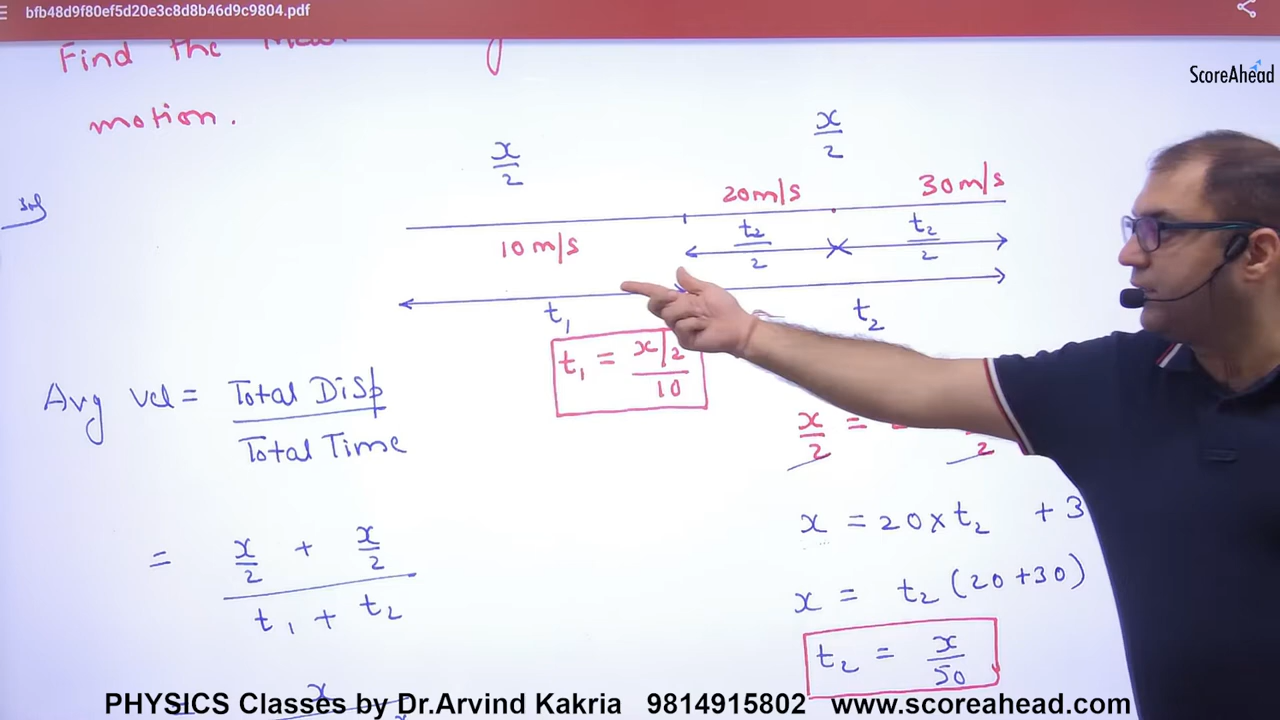 bfb48d9f80ef5d20e3c8d8b46d9c9804.pdf
ScoreAhead
Find the
motion.
Sol
x/2
x/2
20m/s 30m/s
10 m/s
t₂/2 t₂/2
t₁ t₂
t₁ = x/2 / 10
Avg vel = Total Disp / Total Time
x/2 =
x = 20 x t₂ + 3
= x/2 + x/2 / t₁ + t₂
x = t₂ (20 + 30)
t₂ = x/50
x
PHYSICS Classes by Dr.Arvind Kakria 9814915802 www.scoreahead.com